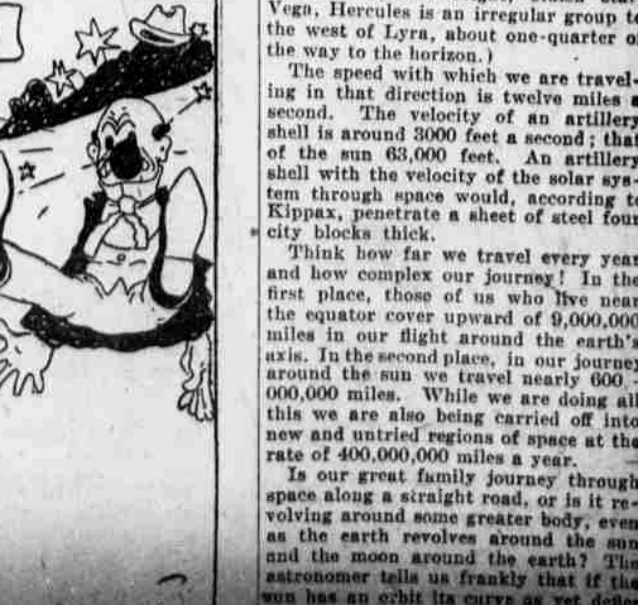 Vega, Hercules is an irregular group to
the west of Lyra, about one-quarter of
the way to the horizon.)
The speed with which we are travel-
ing in that direction is twelve miles a
second. The velocity of an artillery
shell is around 3000 feet a second; that
of the sun 63,000 feet. An artillery
shell with the velocity of the solar sys-
tem through space would, according to
Kippax, penetrate a sheet of steel four
city blocks thick.
Think how far we travel every year
and how complex our journey! In the
first place, those of us who live near
the equator cover upward of 9,000,000
miles in our flight around the earth's
axis. In the second place, in our journey
around the sun we travel nearly 600,-
000,000 miles. While we are doing all
this we are also being carried off into
new and untried regions of space at the
rate of 400,000,000 miles a year.
Is our great family journey through
space along a straight road, or is it re-
volving around some greater body, even
as the earth revolves around the sun
and the moon around the earth? The
astronomer tells us frankly that if the
sun has an orbit its curve as yet defies